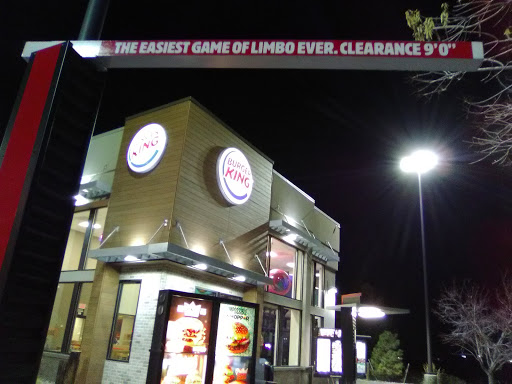 THE EASIEST GAME OF LIMBO EVER. CLEARANCE 9'0"
BURGER
KING
BURGER
KING